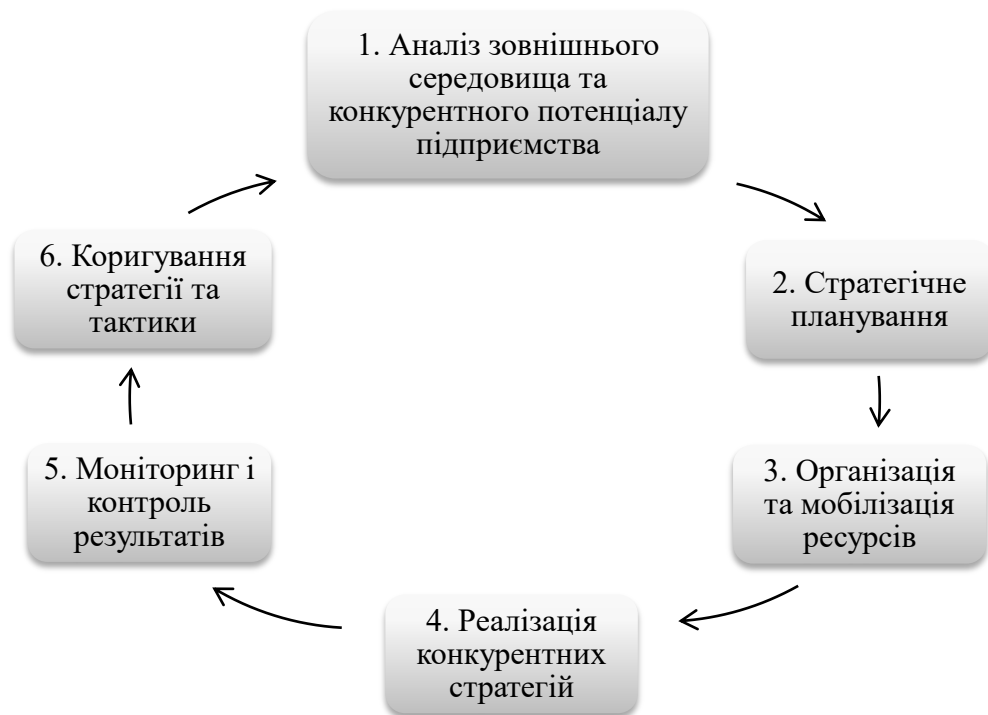 1. Аналіз зовнішнього
середовища та
конкурентного потенціалу
підприємства
2. Стратегічне
планування
3. Організація
та мобілізація
ресурсів
4. Реалізація
конкурентних
стратегій
5. Моніторинг і
контроль
результатів
6. Коригування
стратегії та
тактики